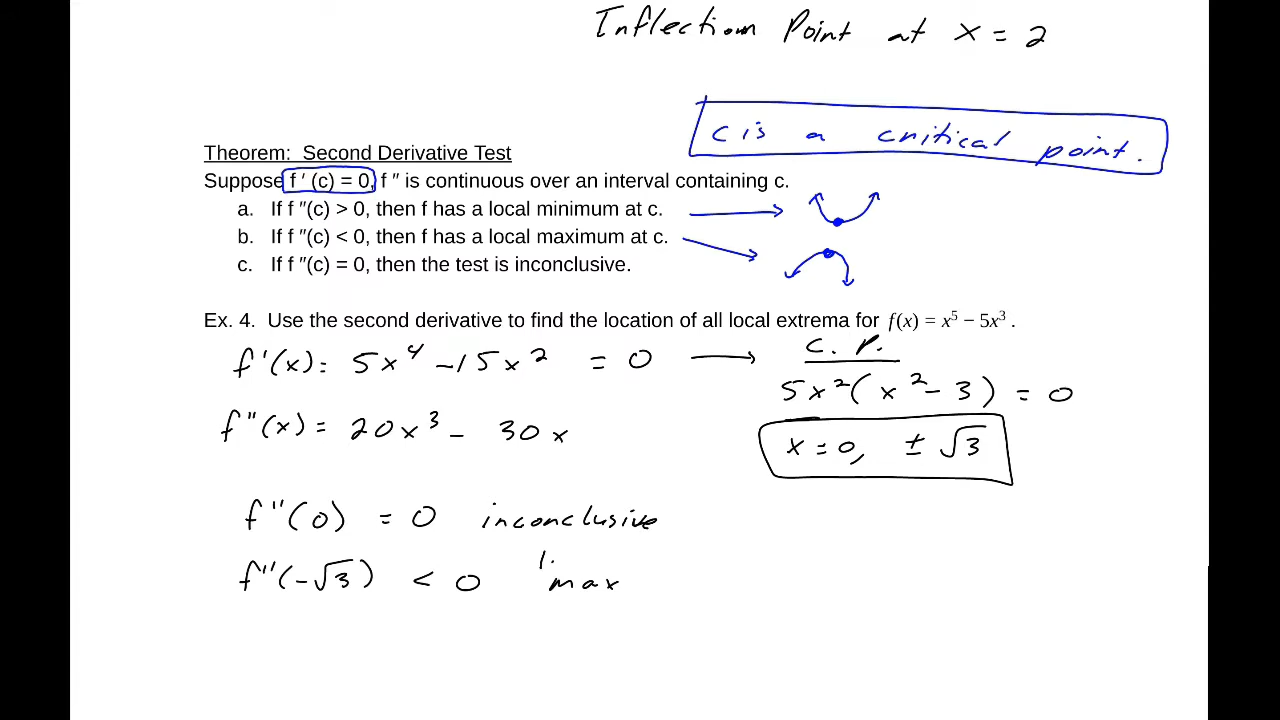 Inflection Point at x = 2
c is a critical point.
Theorem: Second Derivative Test
Suppose f ′ (c) = 0, f ″ is continuous over an interval containing c.
a. If f ″(c) > 0, then f has a local minimum at c.
b. If f ″(c) < 0, then f has a local maximum at c.
c. If f ″(c) = 0, then the test is inconclusive.
Ex. 4. Use the second derivative to find the location of all local extrema for f(x) = x⁵ − 5x³ .
f'(x) = 5x⁴ − 15x² = 0
C. P.
5x²(x² − 3) = 0
f"(x) = 20x³ − 30x
x = 0, ± √3
f"(0) = 0 inconclusive
f"(−√3) < 0 l. max